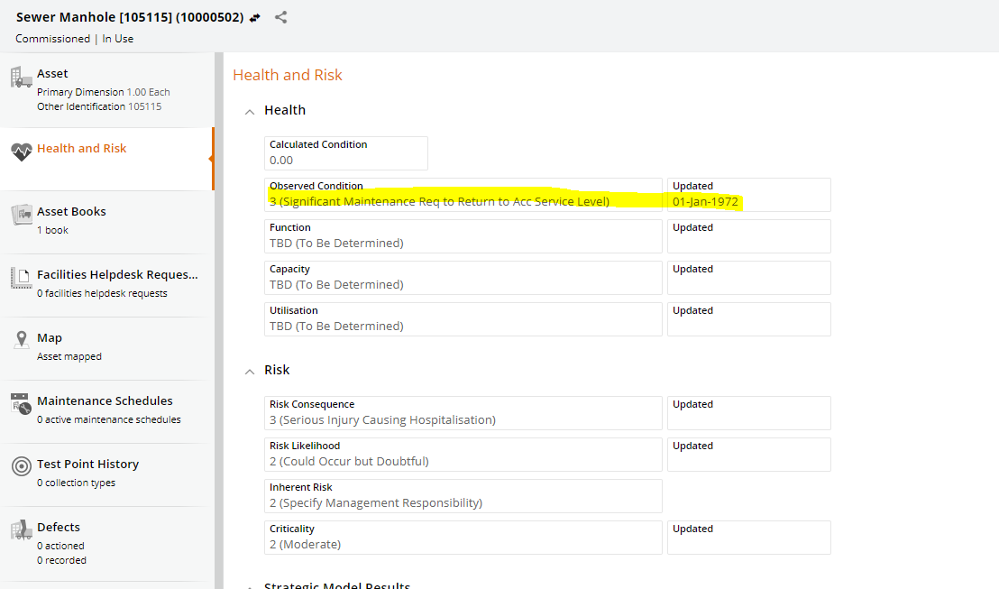 Sewer Manhole [105115] (10000502)
Commissioned | In Use
Asset
Primary Dimension 1.00 Each
Other Identification 105115
Health and Risk
Asset Books
1 book
Facilities Helpdesk Reques...
0 facilities helpdesk requests
Map
Asset mapped
Maintenance Schedules
0 active maintenance schedules
Test Point History
0 collection types
Defects
0 actioned
0 recorded
Health and Risk
Health
Calculated Condition
0.00
Observed Condition
3 (Significant Maintenance Req to Return to Acc Service Level)
Updated
01-Jan-1972
Function
TBD (To Be Determined)
Updated
Capacity
TBD (To Be Determined)
Updated
Utilisation
TBD (To Be Determined)
Updated
Risk
Risk Consequence
3 (Serious Injury Causing Hospitalisation)
Updated
Risk Likelihood
2 (Could Occur but Doubtful)
Updated
Inherent Risk
2 (Specify Management Responsibility)
Criticality
2 (Moderate)
Updated
Strategic Model Results